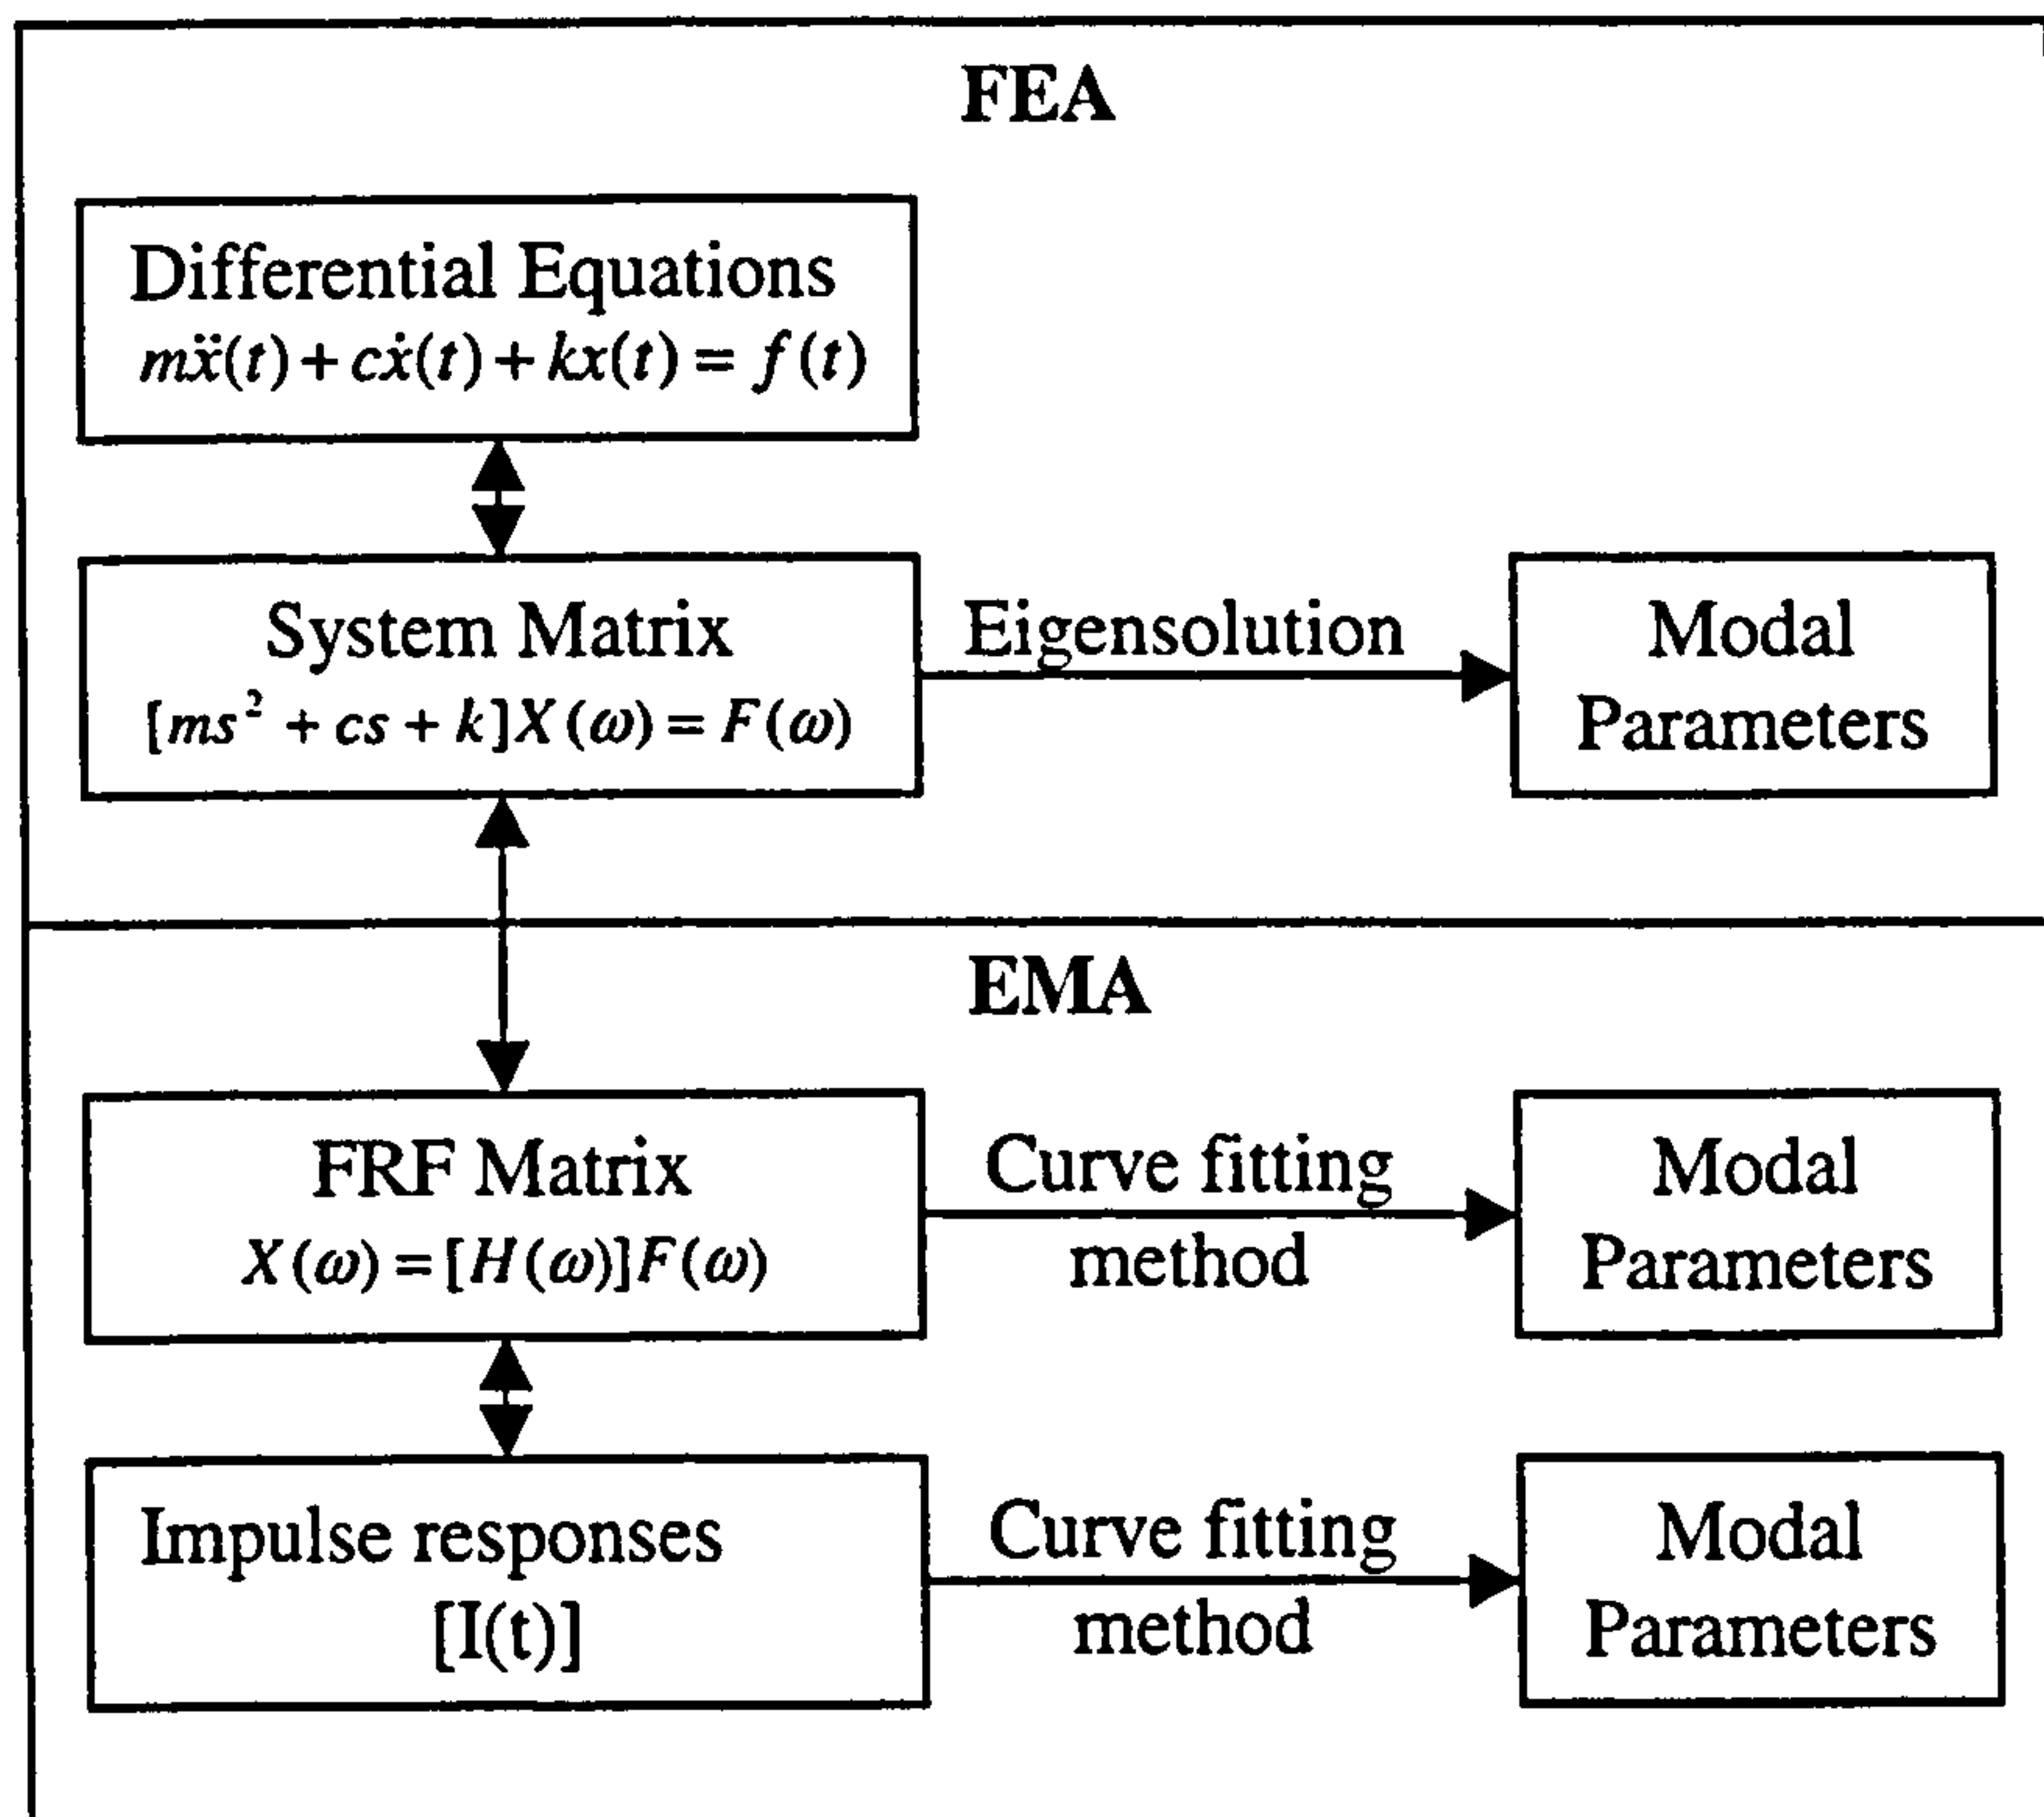 FEA
Differential Equations
mẍ(t) + cẋ(t) + kx(t) = f(t)
System Matrix
[ms² + cs + k]X(ω) = F(ω)
Eigensolution
Modal
Parameters
EMA
FRF Matrix
X(ω) = [H(ω)]F(ω)
Curve fitting
method
Modal
Parameters
Impulse responses
[I(t)]
Curve fitting
method
Modal
Parameters